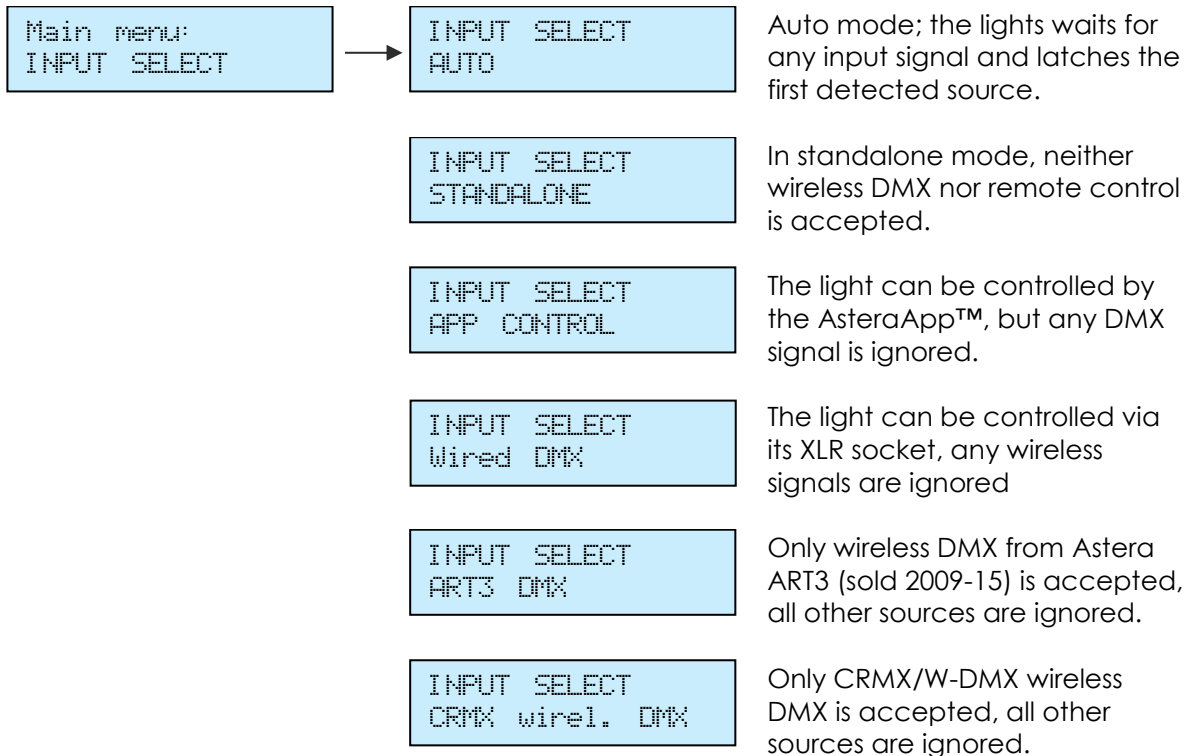 Main menu:
INPUT SELECT
INPUT SELECT
AUTO
Auto mode; the lights waits for
any input signal and latches the
first detected source.
INPUT SELECT
STANDALONE
In standalone mode, neither
wireless DMX nor remote control
is accepted.
INPUT SELECT
APP CONTROL
The light can be controlled by
the AsteraApp™, but any DMX
signal is ignored.
INPUT SELECT
Wired DMX
The light can be controlled via
its XLR socket, any wireless
signals are ignored
INPUT SELECT
ART3 DMX
Only wireless DMX from Astera
ART3 (sold 2009-15) is accepted,
all other sources are ignored.
INPUT SELECT
CRMX wirel. DMX
Only CRMX/W-DMX wireless
DMX is accepted, all other
sources are ignored.